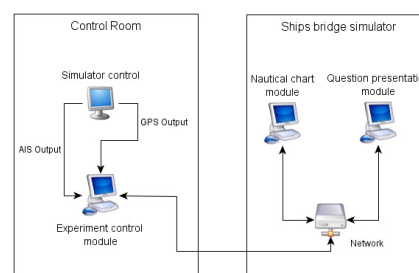 Control Room
Ships bridge simulator
Simulator control
Nautical chart
module
Question presentati
module
GPS Output
AIS Output
Experiment control
module
Network